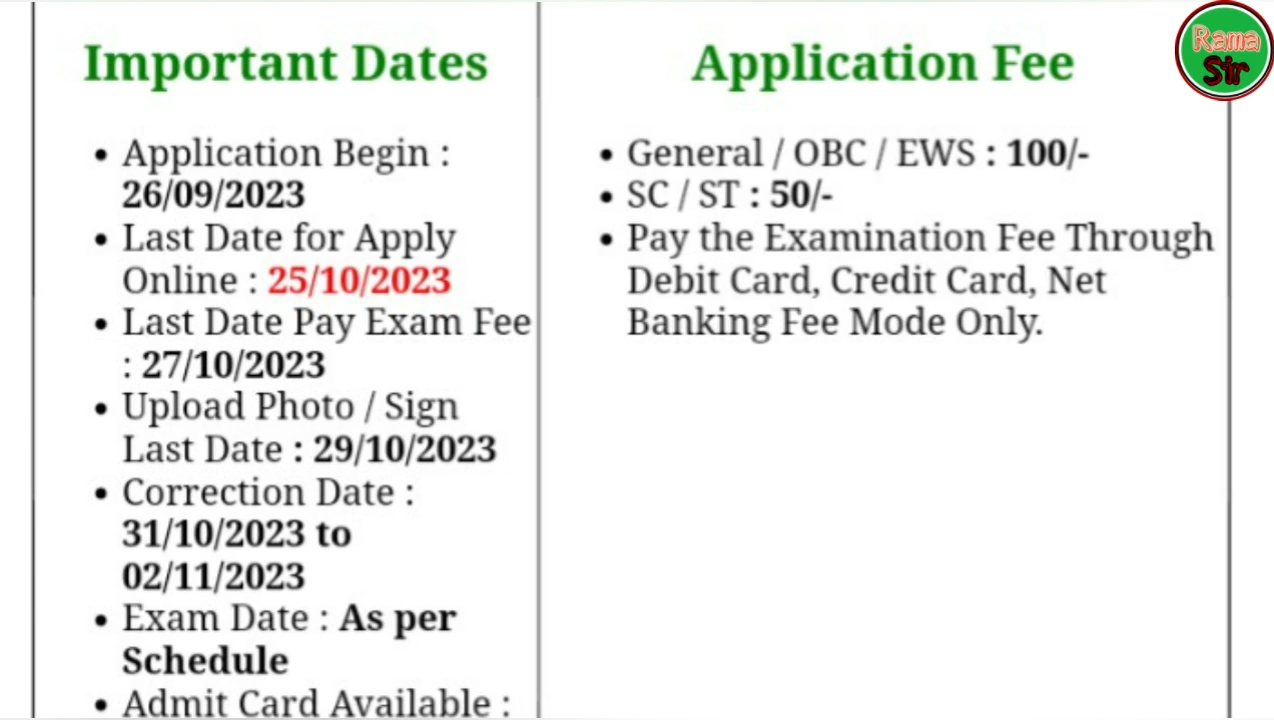 Important Dates
Application Begin :
26/09/2023
Last Date for Apply
Online : 25/10/2023
Last Date Pay Exam Fee
: 27/10/2023
Upload Photo / Sign
Last Date : 29/10/2023
Correction Date :
31/10/2023 to
02/11/2023
Exam Date : As per
Schedule
Admit Card Available :
Application Fee
General / OBC / EWS : 100/-
SC / ST : 50/-
Pay the Examination Fee Through
Debit Card, Credit Card, Net
Banking Fee Mode Only.
Rama
Sir